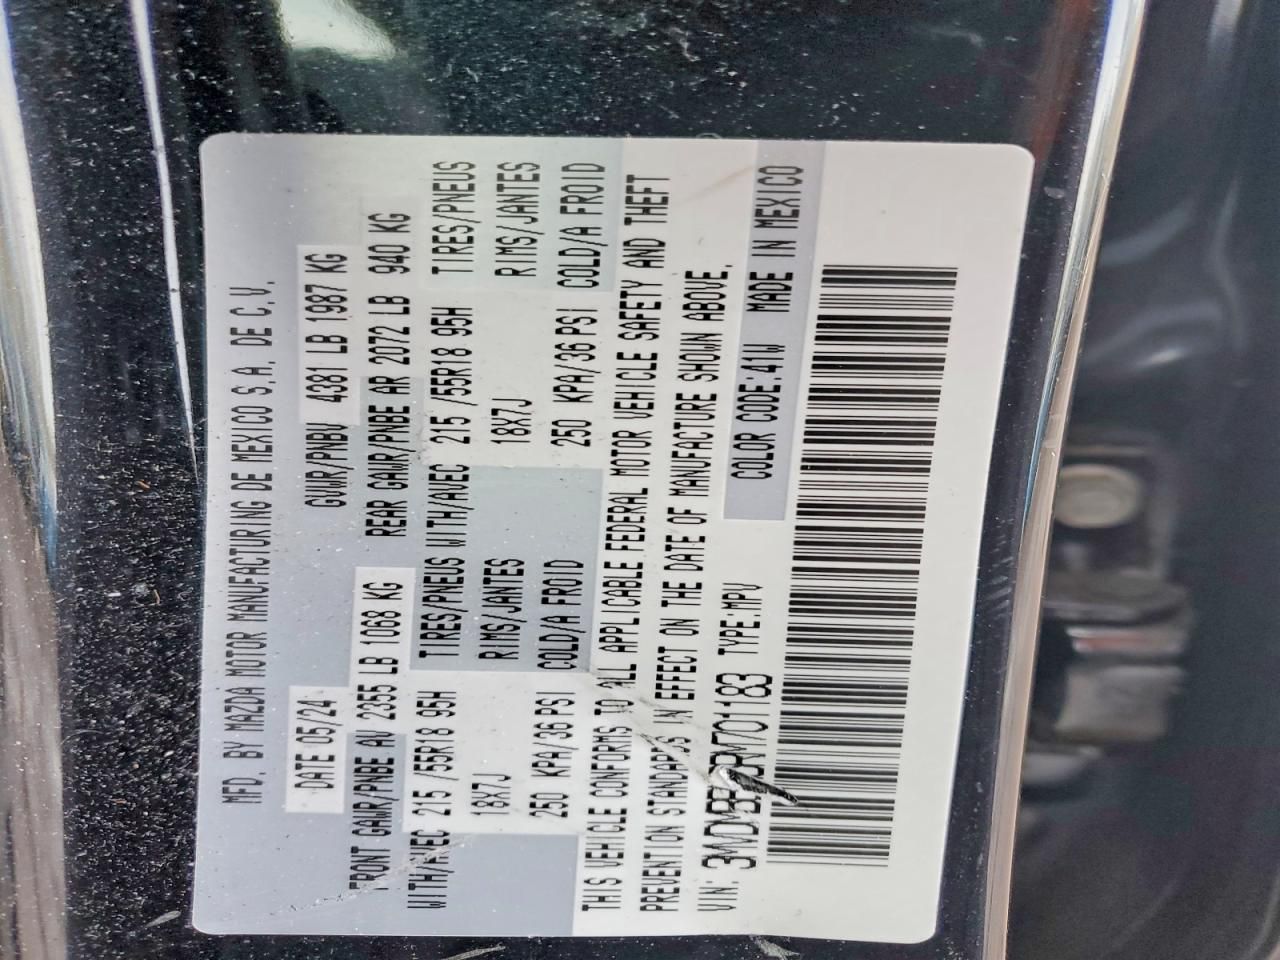 MFD. BY MAZDA MOTOR MANUFACTURING DE MEXICO S.A. DE C.V.
DATE 05/24 GVWR/PNBV 4381 LB 1987 KG
FRONT GAWR/PNBE AV 2355 LB 1068 KG REAR GAWR/PNBE AR 2072 LB 940 KG
WITH/AVEC 215 /55R18 95H TIRES/PNEUS WITH/AVEC 215 /55R18 95H TIRES/PNEUS
18X7J RIMS/JANTES 18X7J RIMS/JANTES
250 KPA/36 PSI COLD/A FROID 250 KPA/36 PSI COLD/A FROID
THIS VEHICLE CONFORMS TO ALL APPLICABLE FEDERAL MOTOR VEHICLE SAFETY AND THEFT
PREVENTION STANDARDS IN EFFECT ON THE DATE OF MANUFACTURE SHOWN ABOVE.
VIN: TYPE:MPV COLOR CODE:41W MADE IN MEXICO